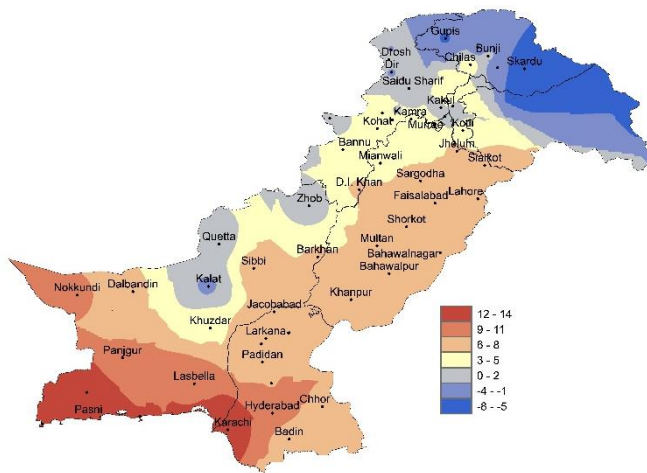 Gupis
Drosh
Bunji
Dir
Chilas
Skardu
Saidu Sharif
Kakul
Kamra
Kohat
Kotli
Bannu
Jhelum
Mianwali
Sialkot
Sargodha
D.I. Khan
Lahore
Faisalabad
Zhob
Shorkot
Quetta
Multan
Barkhan
Bahawalnagar
Sibbi
Bahawalpur
Kalat
Dalbandin
Nokkundi
Khanpur
Jacobabad
Khuzdar
Larkana
Panjgur
Padidan
Lasbella
Pasni
Hyderabad
Chhor
Karachi
Badin
12 - 14
9 - 11
6 - 8
3 - 5
0 - 2
-4 - -1
-8 - -5